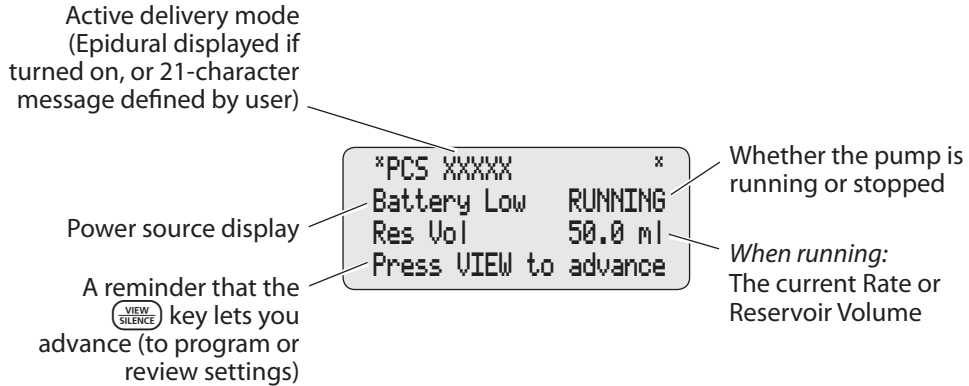 Active delivery mode
(Epidural displayed if
turned on, or 21-character
message defined by user)
*PCS XXXXX *
Battery Low RUNNING
Res Vol 50.0 ml
Press VIEW to advance
Power source display
A reminder that the
VIEW
SILENCE key lets you
advance (to program or
review settings)
Whether the pump is
running or stopped
When running:
The current Rate or
Reservoir Volume